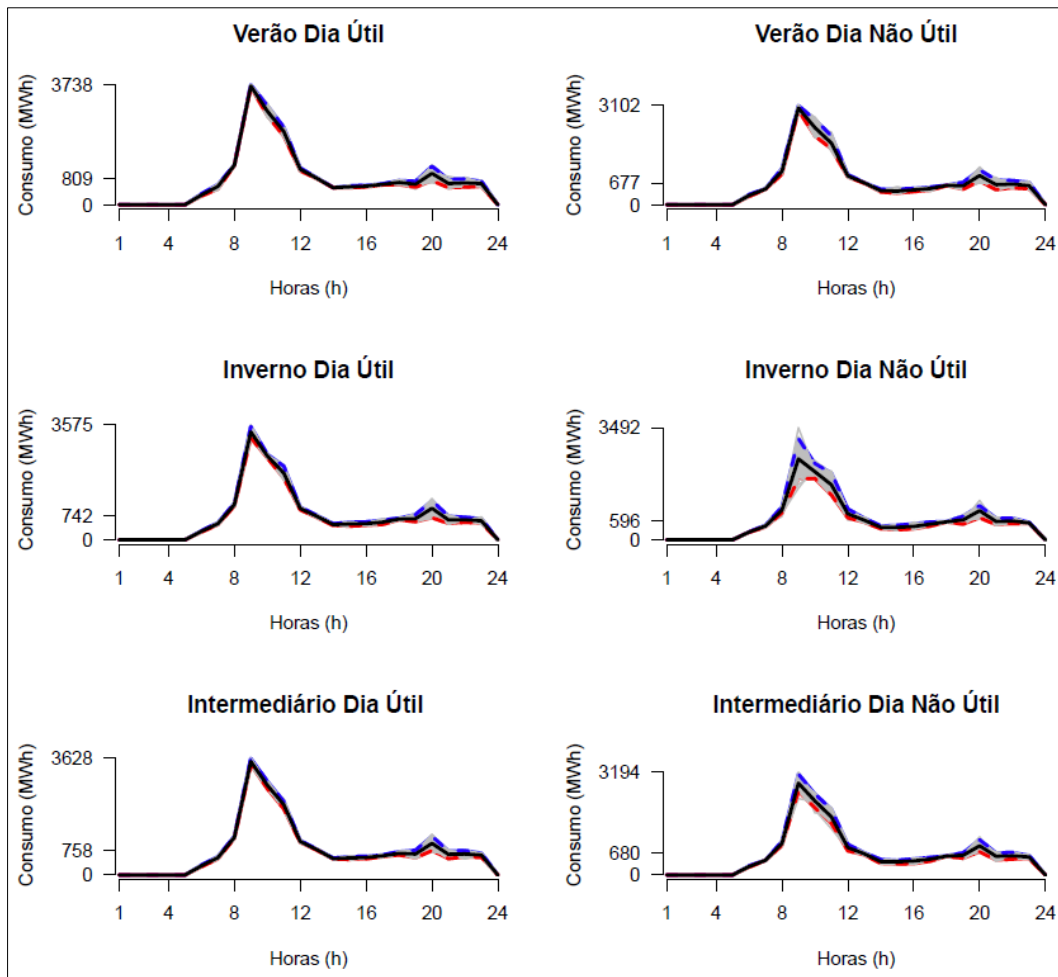 Verão Dia Útil
Consumo (MWh)
3738
809
0
1 4 8 12 16 20 24
Horas (h)
Verão Dia Não Útil
Consumo (MWh)
3102
677
0
1 4 8 12 16 20 24
Horas (h)
Inverno Dia Útil
Consumo (MWh)
3575
742
0
1 4 8 12 16 20 24
Horas (h)
Inverno Dia Não Útil
Consumo (MWh)
3492
596
0
1 4 8 12 16 20 24
Horas (h)
Intermediário Dia Útil
Consumo (MWh)
3628
758
0
1 4 8 12 16 20 24
Horas (h)
Intermediário Dia Não Útil
Consumo (MWh)
3194
680
0
1 4 8 12 16 20 24
Horas (h)